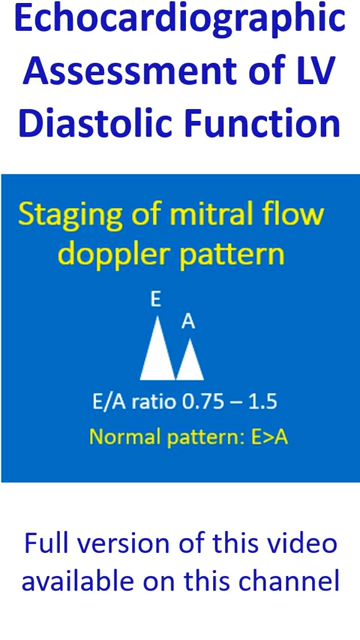 Echocardiographic
Assessment of LV
Diastolic Function
Staging of mitral flow
doppler pattern
E
A
E/A ratio 0.75 – 1.5
Normal pattern: E>A
Full version of this video
available on this channel